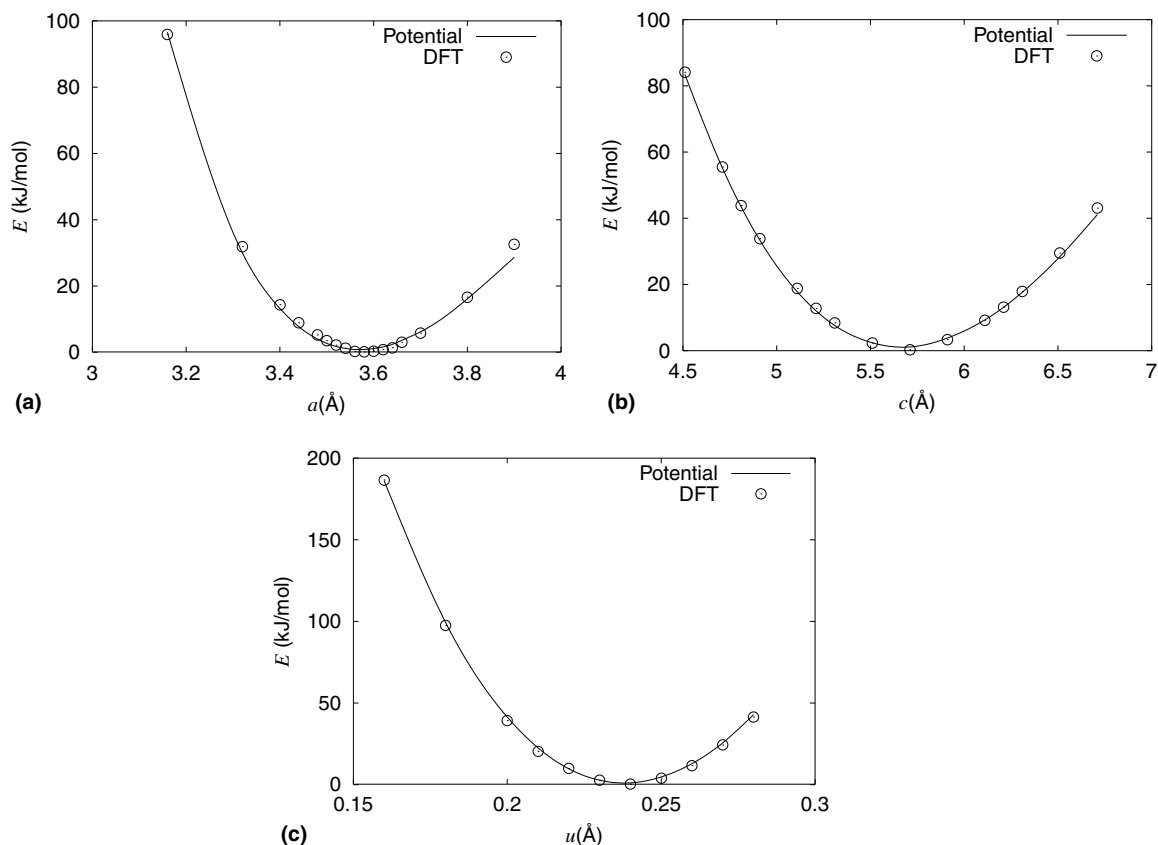 100
80
60
40
20
0
E (kJ/mol)
Potential
DFT
3
3.2
3.4
3.6
3.8
4
(a)
a(Å)
100
80
60
40
20
0
E (kJ/mol)
Potential
DFT
4.5
5
5.5
6
6.5
7
(b)
c(Å)
200
150
100
50
0
E (kJ/mol)
Potential
DFT
0.15
0.2
0.25
0.3
(c)
u(Å)